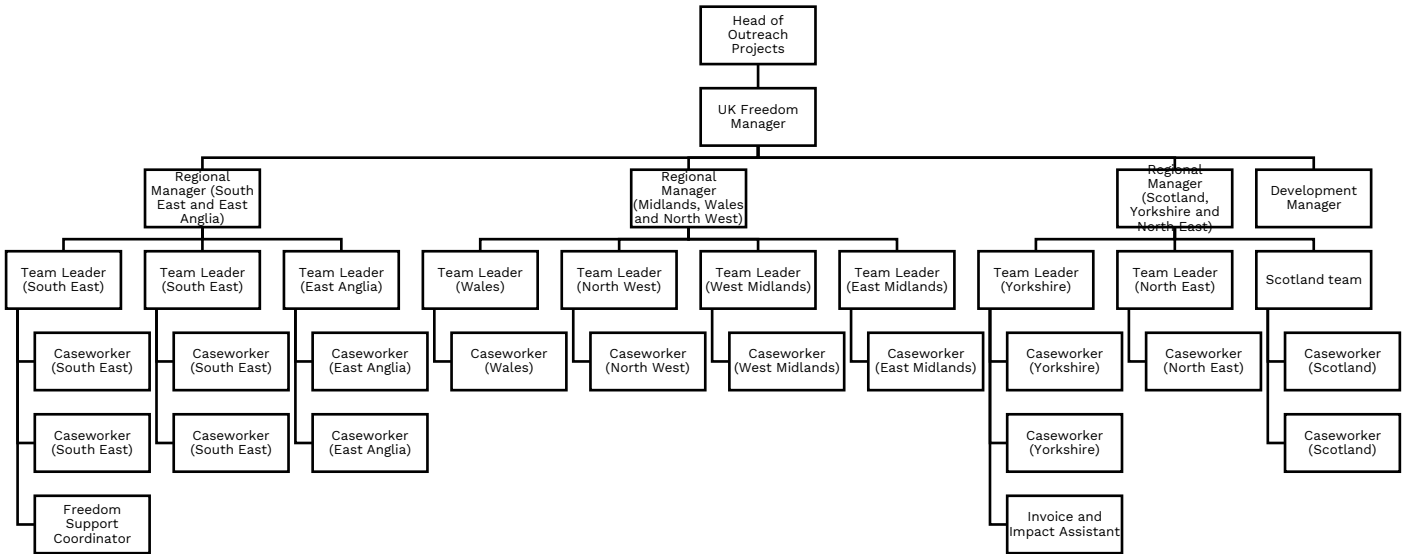 Head of
Outreach
Projects
UK Freedom
Manager
Regional
Manager (South
East and East
Anglia)
Regional
Manager
(Midlands, Wales
and North West)
Regional
Manager
(Scotland,
Yorkshire and
North East)
Development
Manager
Team Leader
(South East)
Team Leader
(South East)
Team Leader
(East Anglia)
Team Leader
(Wales)
Team Leader
(North West)
Team Leader
(West Midlands)
Team Leader
(East Midlands)
Team Leader
(Yorkshire)
Team Leader
(North East)
Scotland team
Caseworker
(South East)
Caseworker
(South East)
Caseworker
(East Anglia)
Caseworker
(Wales)
Caseworker
(North West)
Caseworker
(West Midlands)
Caseworker
(East Midlands)
Caseworker
(Yorkshire)
Caseworker
(North East)
Caseworker
(Scotland)
Caseworker
(South East)
Caseworker
(South East)
Caseworker
(East Anglia)
Caseworker
(Yorkshire)
Caseworker
(Scotland)
Freedom
Support
Coordinator
Invoice and
Impact Assistant